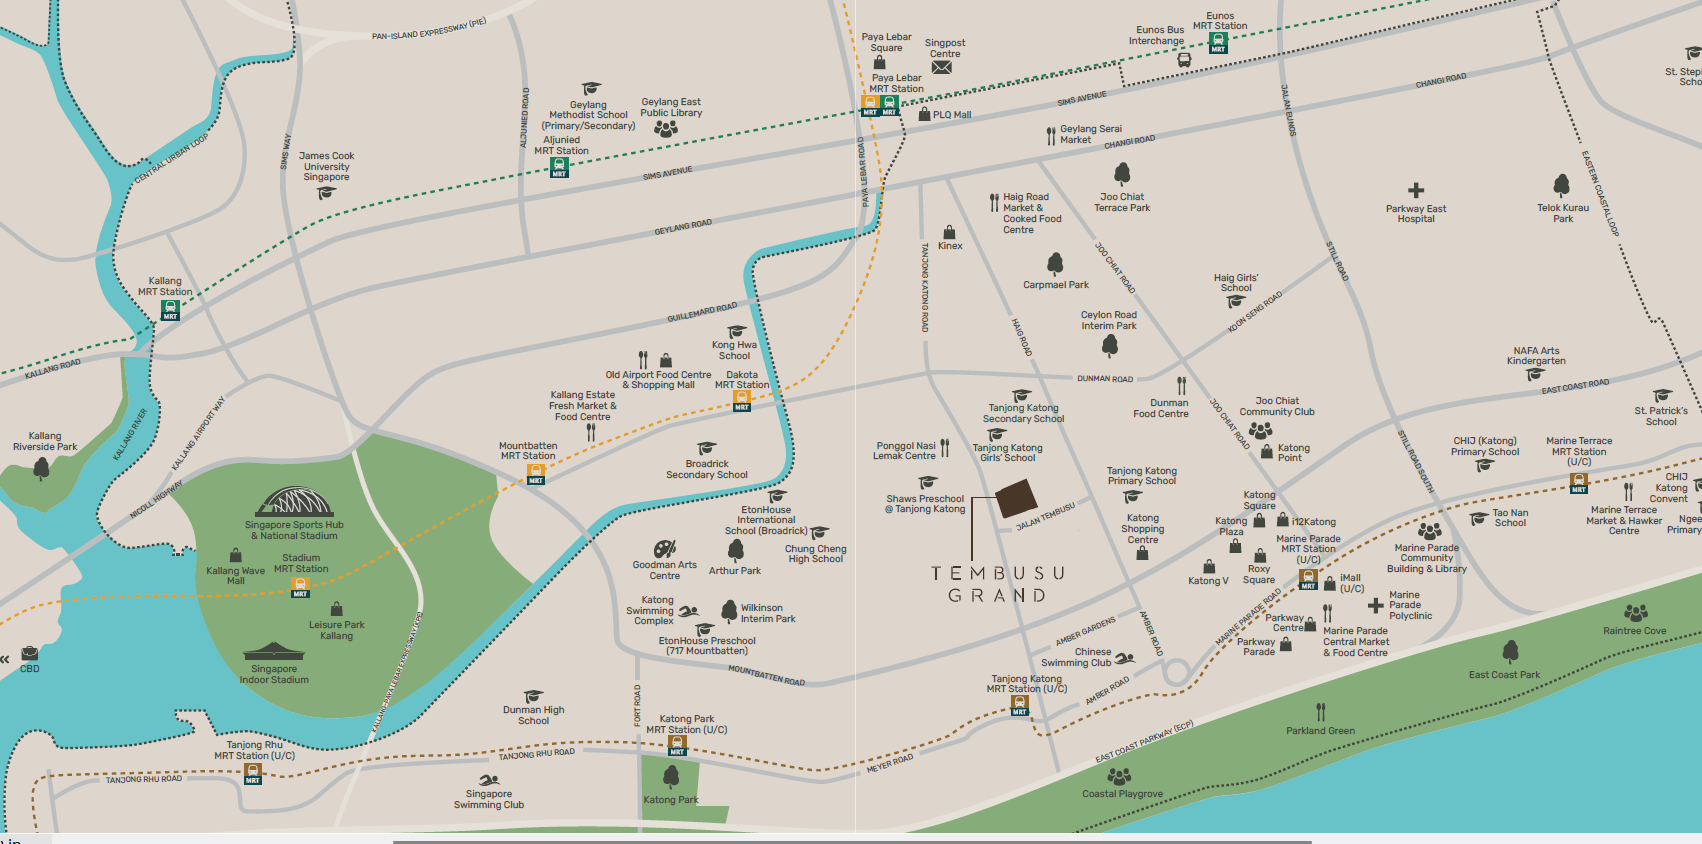 PAN-ISLAND EXPRESSWAY (PIE)
Paya Lebar
Square
Singpost
Centre
Eunos Bus
Interchange
Eunos
MRT Station
MRT
Paya Lebar
MRT Station
MRT
MRT
PLQ Mall
SIMS AVENUE
CHANGI ROAD
St. Step
Scho
Geylang
Methodist School
(Primary/Secondary)
Geylang East
Public Library
ALJUNIED ROAD
Aljunied
MRT Station
MRT
Geylang Serai
Market
CHANGI ROAD
JALAN EUNOS
CENTRAL URBAN LOOP
SIMS WAY
James Cook
University
Singapore
SIMS AVENUE
PAYA LEBAR ROAD
EASTERN COASTAL LOOP
Joo Chiat
Terrace Park
Haig Road
Market &
Cooked Food
Centre
Parkway East
Hospital
Telok Kurau
Park
GEYLANG ROAD
Kinex
TANJONG KATONG ROAD
JOO CHIAT ROAD
STILL ROAD
Carpmael Park
Haig Girls'
School
KOON SENG ROAD
Kallang
MRT Station
MRT
GUILLEMARD ROAD
Ceylon Road
Interim Park
HAIG ROAD
Kong Hwa
School
NAFA Arts
Kindergarten
KALLANG ROAD
Old Airport Food Centre
& Shopping Mall
Dakota
MRT Station
MRT
DUNMAN ROAD
EAST COAST ROAD
Kallang Estate
Fresh Market &
Food Centre
Tanjong Katong
Secondary School
Dunman
Food Centre
JOO CHIAT ROAD
Joo Chiat
Community Club
St. Patrick's
School
KALLANG RIVER
KALLANG AIRPORT WAY
Kallang
Riverside Park
Mountbatten
MRT Station
MRT
Ponggol Nasi
Lemak Centre
Tanjong Katong
Girls' School
Katong
Point
STILL ROAD SOUTH
CHIJ (Katong)
Primary School
Marine Terrace
MRT Station
(U/C)
MRT
Broadrick
Secondary School
Tanjong Katong
Primary School
CHIJ
Katong
Convent
NICOLL HIGHWAY
Shaws Preschool
@ Tanjong Katong
JALAN TEMBUSU
EtonHouse
International
School (Broadrick)
Katong
Square
Katong
Plaza
i12Katong
Marine Terrace
Market & Hawker
Centre
Tao Nan
School
Ngee
Primary
Singapore Sports Hub
& National Stadium
Katong
Shopping
Centre
Chung Cheng
High School
Marine Parade
MRT Station
(U/C)
MRT
Marine Parade
Community
Building & Library
Kallang Wave
Mall
Stadium
MRT Station
MRT
Goodman Arts
Centre
Arthur Park
TEMBUSU
GRAND
Katong V
Roxy
Square
iMall
(U/C)
Marine
Parade
Polyclinic
Leisure Park
Kallang
Katong
Swimming
Complex
Wilkinson
Interim Park
EtonHouse Preschool
(717 Mountbatten)
AMBER GARDENS
AMBER ROAD
MARINE PARADE ROAD
Parkway
Centre
Parkway
Parade
Marine Parade
Central Market
& Food Centre
Raintree Cove
CBD
Singapore
Indoor Stadium
KALLANG-PAYA LEBAR EXPRESSWAY (KPE)
MOUNTBATTEN ROAD
Chinese
Swimming Club
East Coast Park
Tanjong Katong
MRT Station (U/C)
MRT
AMBER ROAD
Dunman High
School
FORT ROAD
Katong Park
MRT Station (U/C)
MRT
EAST COAST PARKWAY (ECP)
Parkland Green
Tanjong Rhu
MRT Station (U/C)
MRT
TANJONG RHU ROAD
TANJONG RHU ROAD
MEYER ROAD
Singapore
Swimming Club
Katong Park
Coastal Playgrove